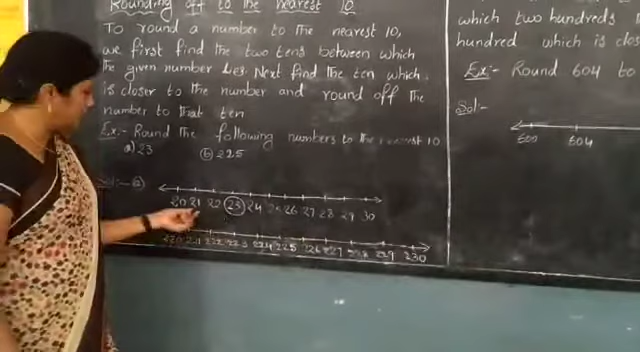 Rounding off to the nearest 10
To round a number to the nearest 10,
we first find the two tens between which
the given number lies. Next find the ten which
is closer to the number and round off the
number to that ten
Ex:- Round the following numbers to the nearest 10
a) 23 b) 225
Sol:- a)
20 21 22 23 24 25 26 27 28 29 30
220 221 222 223 224 225 226 227 228 229 230
which two hundreds
hundred which is clos
Ex:- Round 604 to
Sol:-
600 604